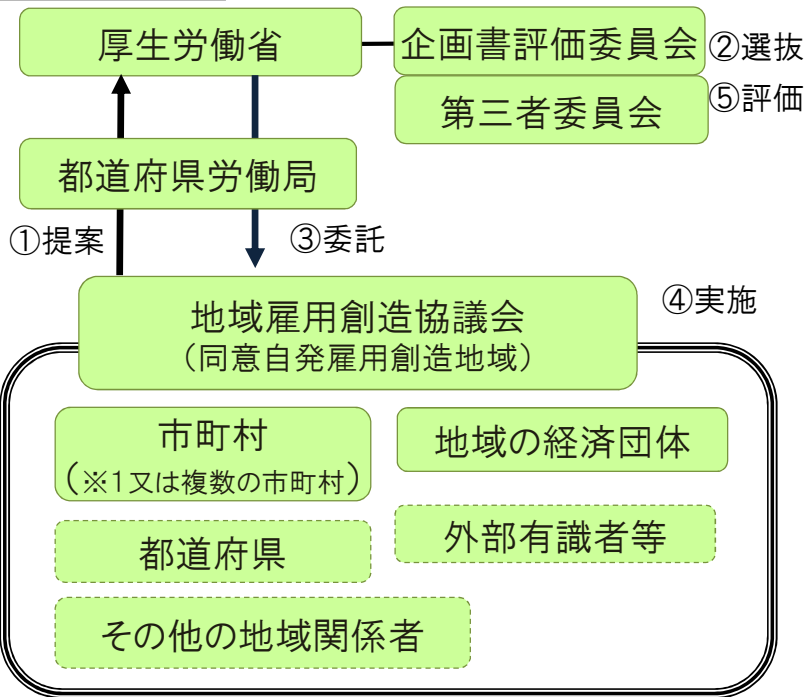 厚生労働省
企画書評価委員会
②選抜
第三者委員会
⑤評価
都道府県労働局
①提案
③委託
地域雇用創造協議会
（同意自発雇用創造地域）
④実施
市町村
（※1又は複数の市町村）
地域の経済団体
都道府県
外部有識者等
その他の地域関係者